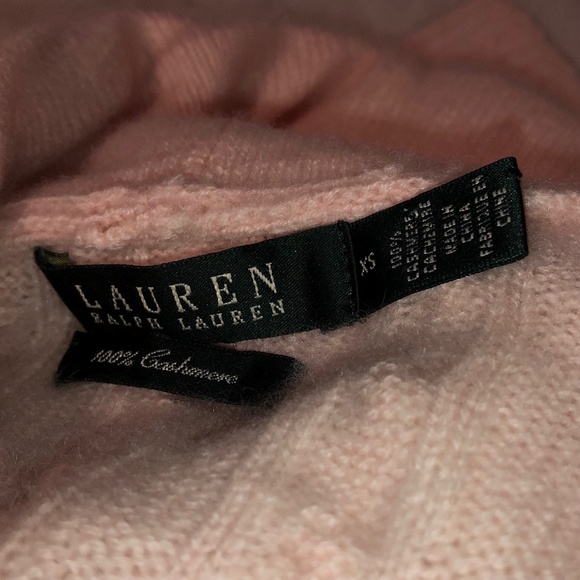 LAUREN
RALPH LAUREN
100% Cashmere
XS
100%
CASHMERE
CACHEMIRE
MADE IN
CHINA
FABRIQUE EN
CHINE